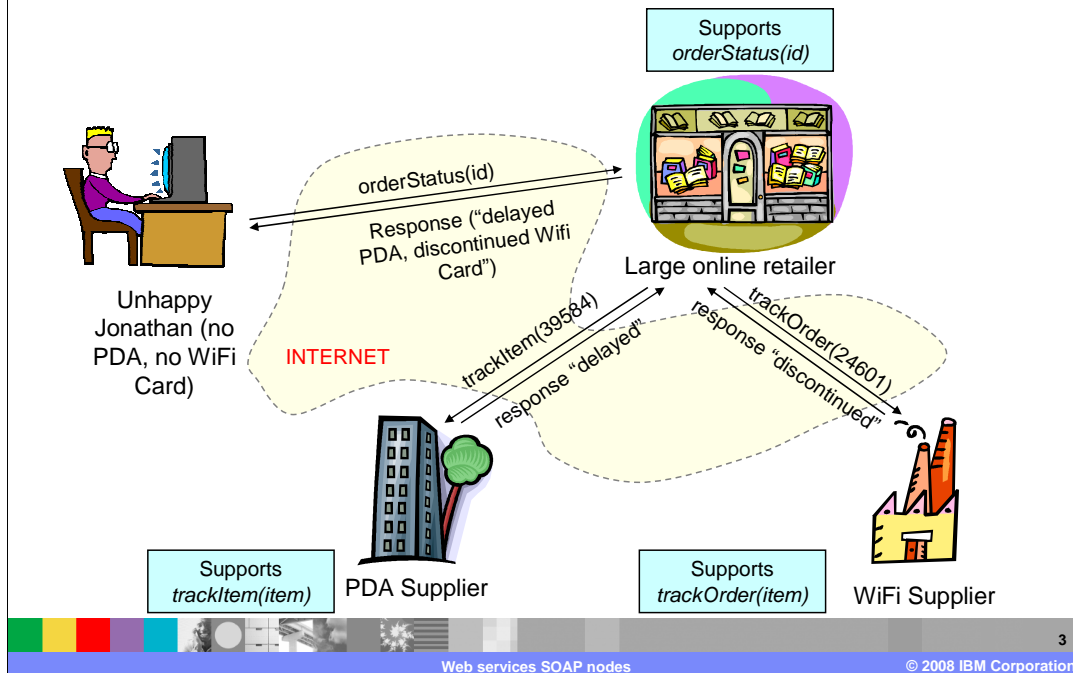 Supports
orderStatus(id)
orderStatus(id)
Response (“delayed
PDA, discontinued Wifi
Card”)
Large online retailer
Unhappy
Jonathan (no
PDA, no WiFi
Card)
INTERNET
trackItem(39584)
response “delayed”
trackOrder(24601)
response “discontinued”
Supports
trackItem(item)
PDA Supplier
Supports
trackOrder(item)
WiFi Supplier
3
Web services SOAP nodes
© 2008 IBM Corporation